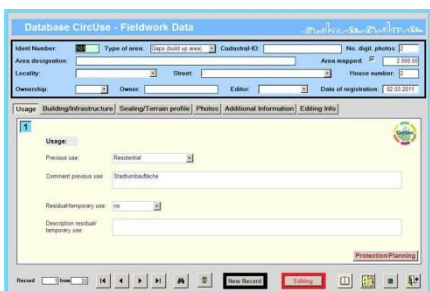 Database CircUse - Fieldwork Data
Ident Number: 101 Type of area: Gaps (build up area) Cadastral-ID: No. digit. photos 2
Area designation: Area mapped: 2.000.00
Locality: Street: House number: 2
Ownership: Owner: Editor: Date of registration: 02.03.2011
Usage Building/Infrastructure Sealing/Terrain profile Photos Additional Information Editing Info
1
Usage:
Previous use: Residential
Comment previous use: Stadtumbaufläche
Residual/temporary use: no
Description residual/
temporary use:
Protection/Planning
Record 1 from New Record Editing